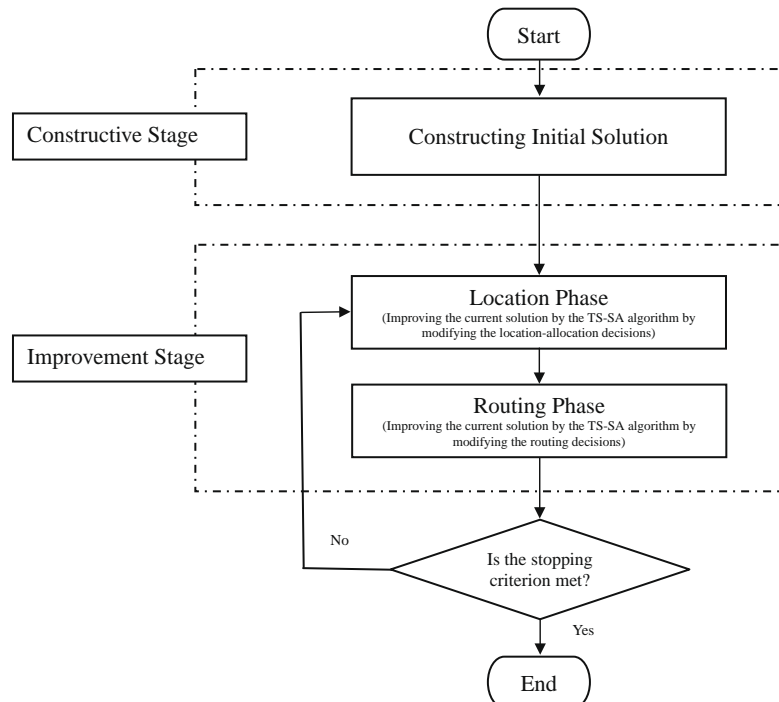 Start
Constructive Stage
Constructing Initial Solution
Location Phase
(Improving the current solution by the TS-SA algorithm by
modifying the location-allocation decisions)
Improvement Stage
Routing Phase
(Improving the current solution by the TS-SA algorithm by
modifying the routing decisions)
No
Is the stopping
criterion met?
Yes
End